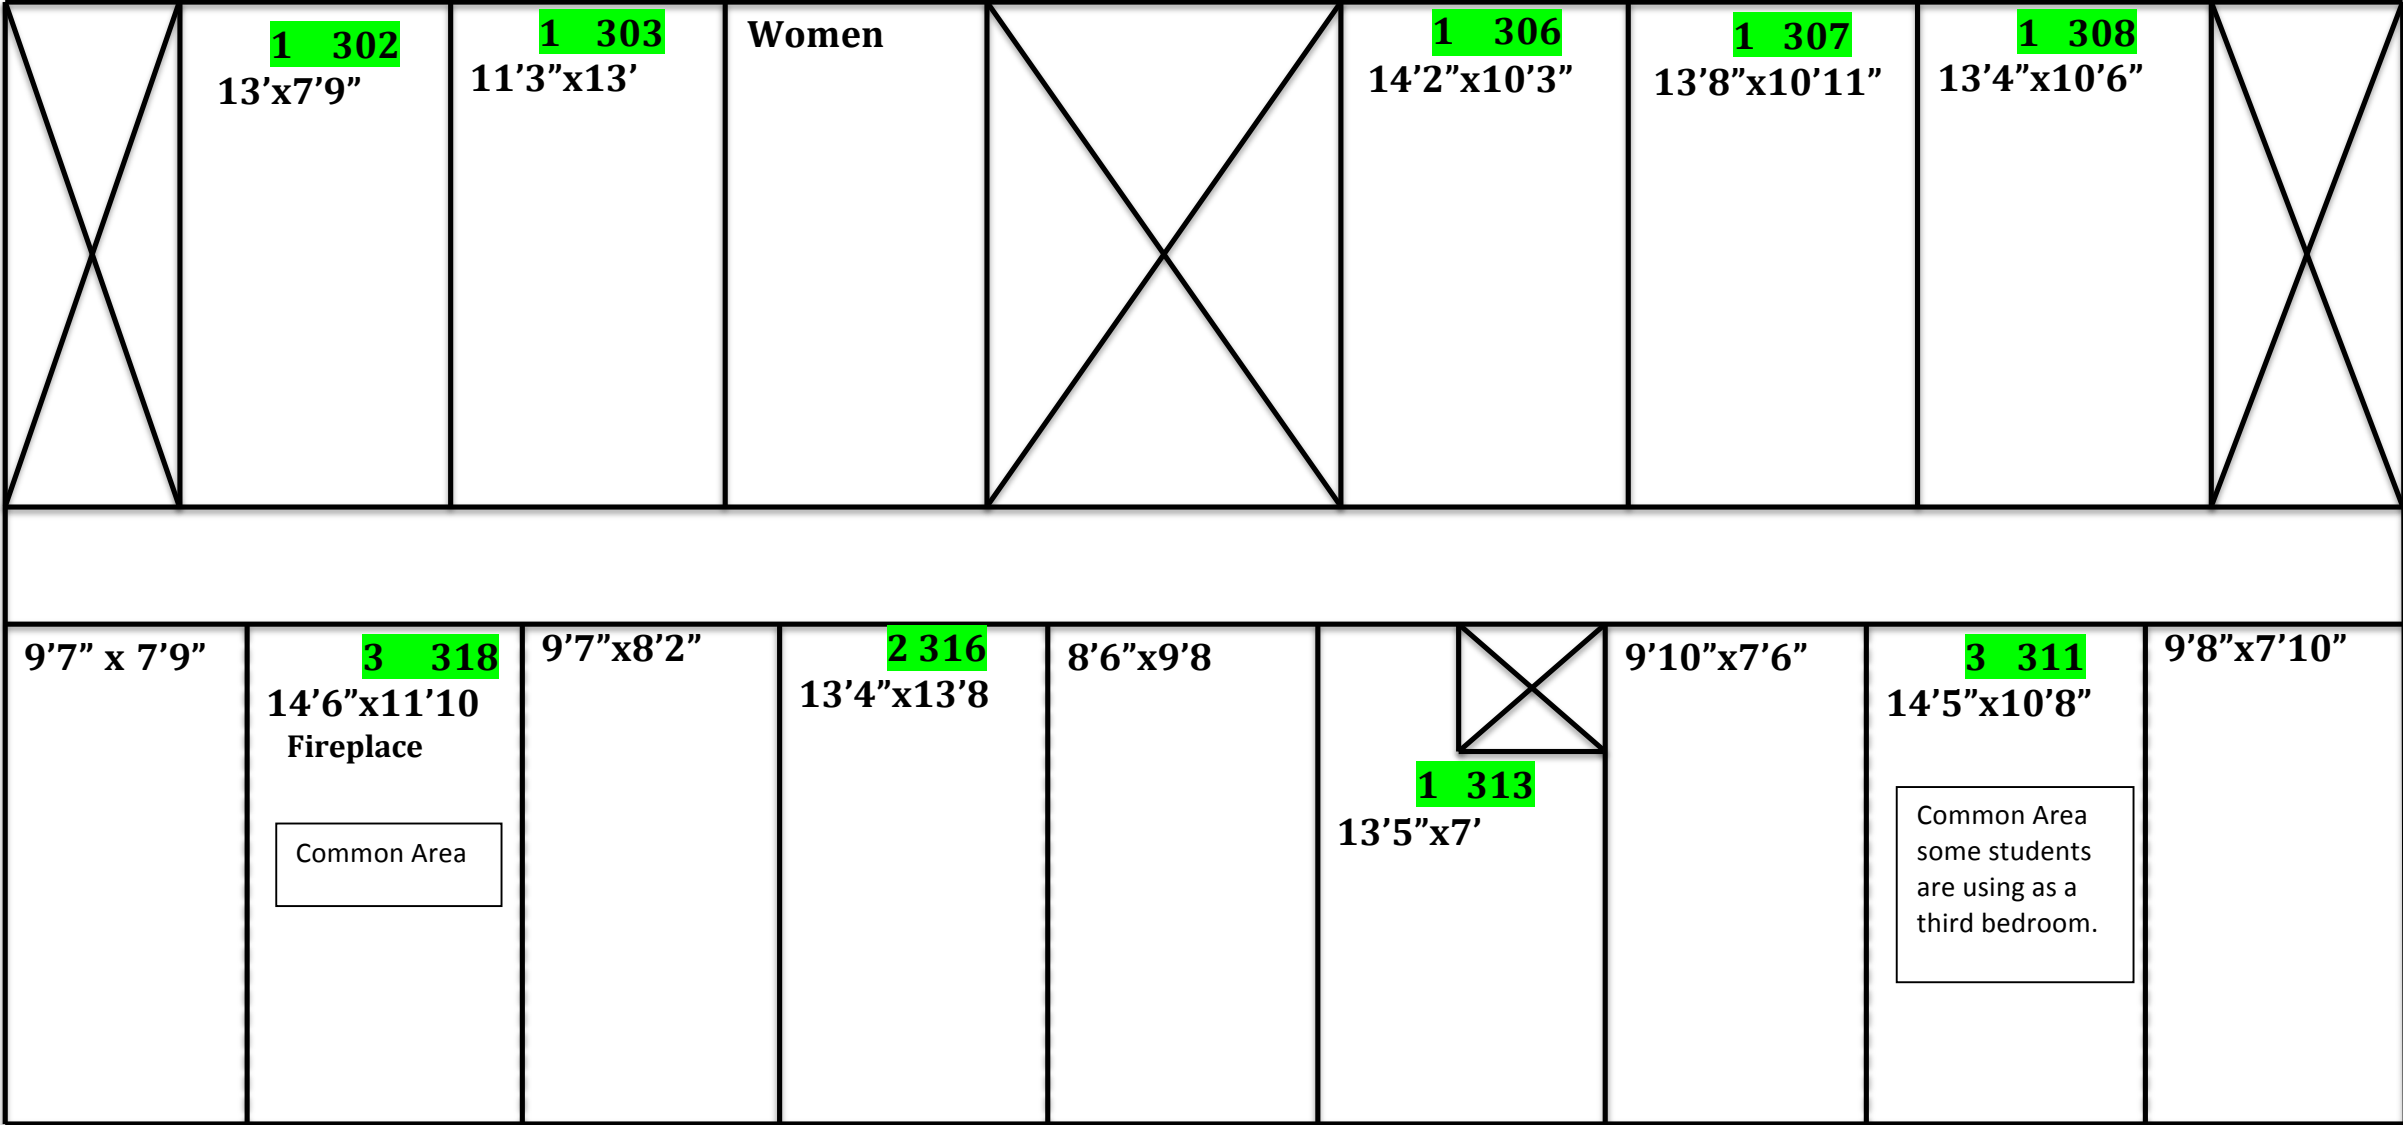 1 302
13’x7’9”
1 303
11’3”x13’
Women
1 306
14’2”x10’3”
1 307
13’8”x10’11”
1 308
13’4”x10’6”
9’7” x 7’9”
3 318
14’6”x11’10
Fireplace
Common Area
9’7”x8’2”
2 316
13’4”x13’8
8’6”x9’8
1 313
13’5”x7’
9’10”x7’6”
3 311
14’5”x10’8”
Common Area
some students
are using as a
third bedroom.
9’8”x7’10”